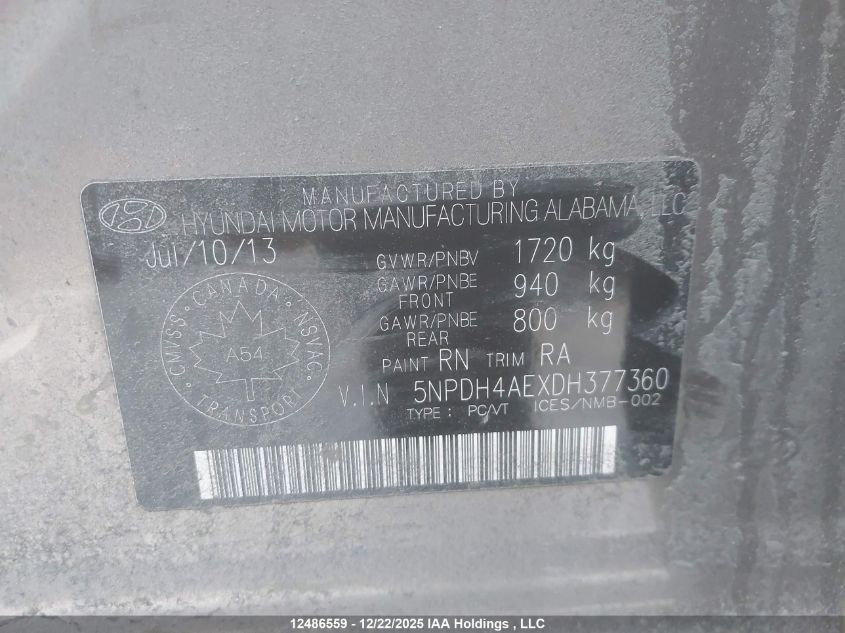 MANUFACTURED BY
HYUNDAI MOTOR MANUFACTURING ALABAMA, LLC
Jul/10/13
GVWR/PNBV 1720 kg
GAWR/PNBE FRONT 940 kg
GAWR/PNBE REAR 800 kg
PAINT RN TRIM RA
CANADA
CMVSS NSVAC
A54
TRANSPORT
V.I.N 5NPDH4AEXDH377360
TYPE : PC/VT ICES/NMB-002
12486559 - 12/22/2025 IAA Holdings , LLC